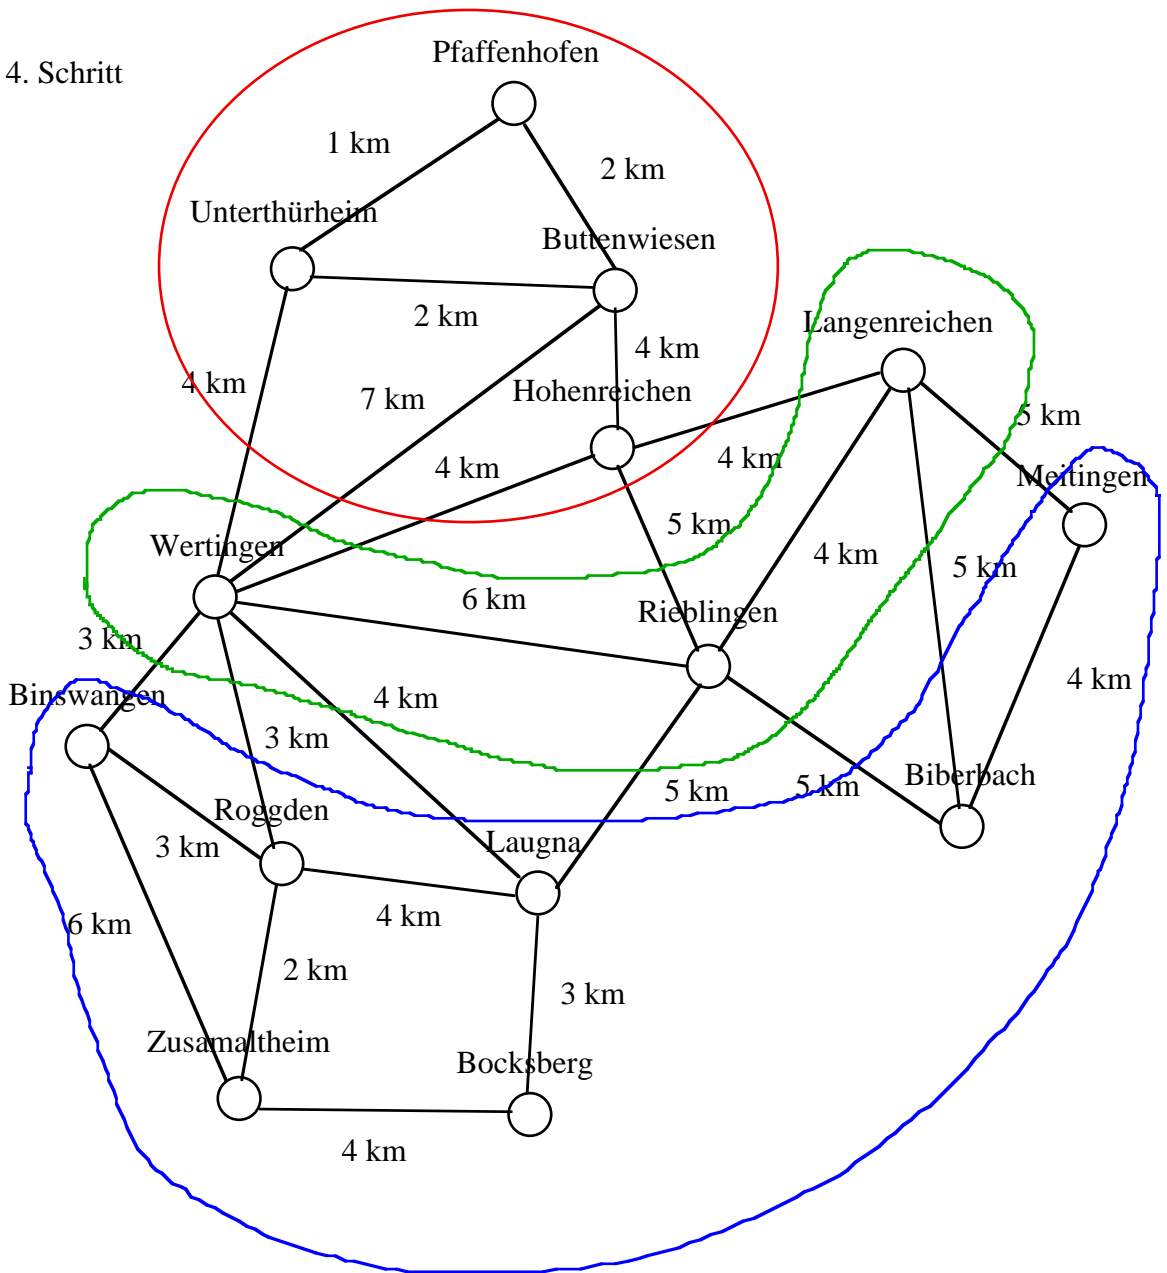 Pfaffenhofen
4. Schritt
1 km
2 km
Unterthürheim
Buttenwiesen
2 km
Langenreichen
4 km
4 km
Hohenreichen
7 km
5 km
4 km
4 km
Meitingen
5 km
Wertingen
4 km
5 km
6 km
Rieblingen
3 km
4 km
Binswangen
4 km
3 km
Biberbach
5 km
5 km
Roggden
Laugna
3 km
4 km
6 km
2 km
3 km
Zusamaltheim
Bocksberg
4 km